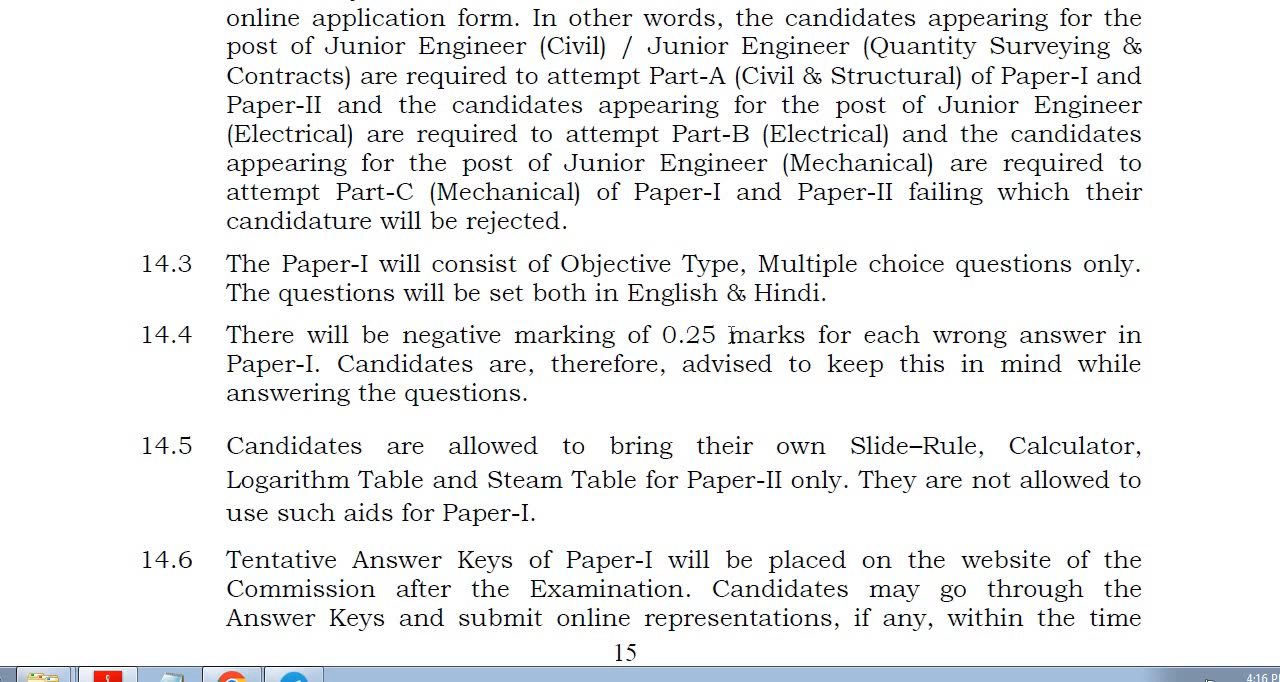 online application form. In other words, the candidates appearing for the
post of Junior Engineer (Civil) / Junior Engineer (Quantity Surveying &
Contracts) are required to attempt Part-A (Civil & Structural) of Paper-I and
Paper-II and the candidates appearing for the post of Junior Engineer
(Electrical) are required to attempt Part-B (Electrical) and the candidates
appearing for the post of Junior Engineer (Mechanical) are required to
attempt Part-C (Mechanical) of Paper-I and Paper-II failing which their
candidature will be rejected.
14.3 The Paper-I will consist of Objective Type, Multiple choice questions only.
The questions will be set both in English & Hindi.
14.4 There will be negative marking of 0.25 marks for each wrong answer in
Paper-I. Candidates are, therefore, advised to keep this in mind while
answering the questions.
14.5 Candidates are allowed to bring their own Slide–Rule, Calculator,
Logarithm Table and Steam Table for Paper-II only. They are not allowed to
use such aids for Paper-I.
14.6 Tentative Answer Keys of Paper-I will be placed on the website of the
Commission after the Examination. Candidates may go through the
Answer Keys and submit online representations, if any, within the time
15
4:16 P